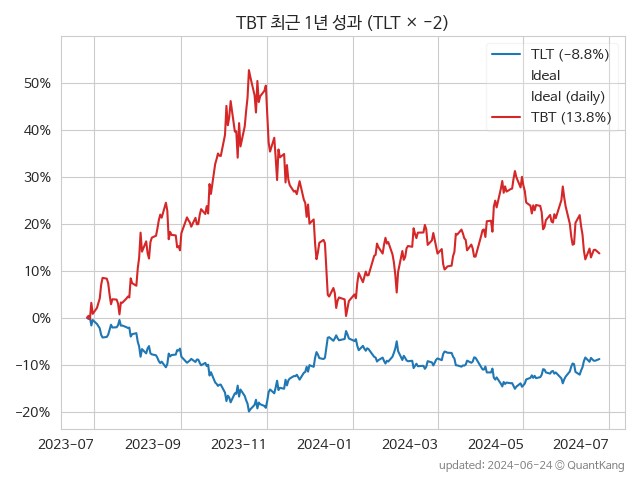 TBT 최근 1년 성과 (TLT × −2)
TLT (−8.8%)
Ideal
Ideal (daily)
TBT (13.8%)
50%
40%
30%
20%
10%
0%
−10%
−20%
2023-07 2023-09 2023-11 2024-01 2024-03 2024-05 2024-07
updated: 2024-06-24 © QuantKang